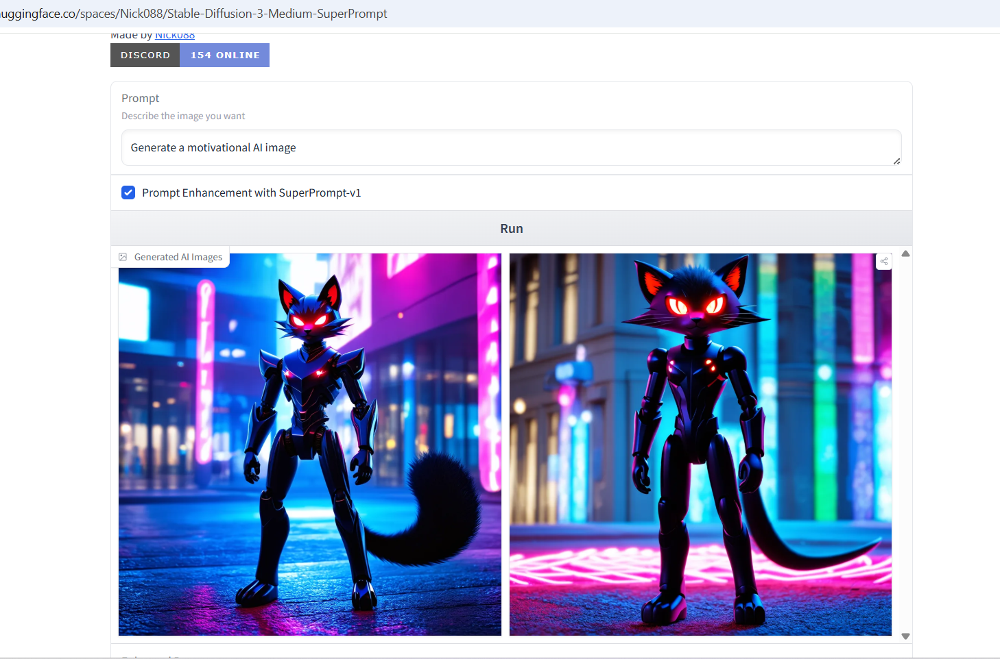 uggingface.co/spaces/Nick088/Stable-Diffusion-3-Medium-SuperPrompt
Made by Nick088
DISCORD 154 ONLINE
Prompt
Describe the image you want
Generate a motivational AI image
Prompt Enhancement with SuperPrompt-v1
Run
Generated AI Images